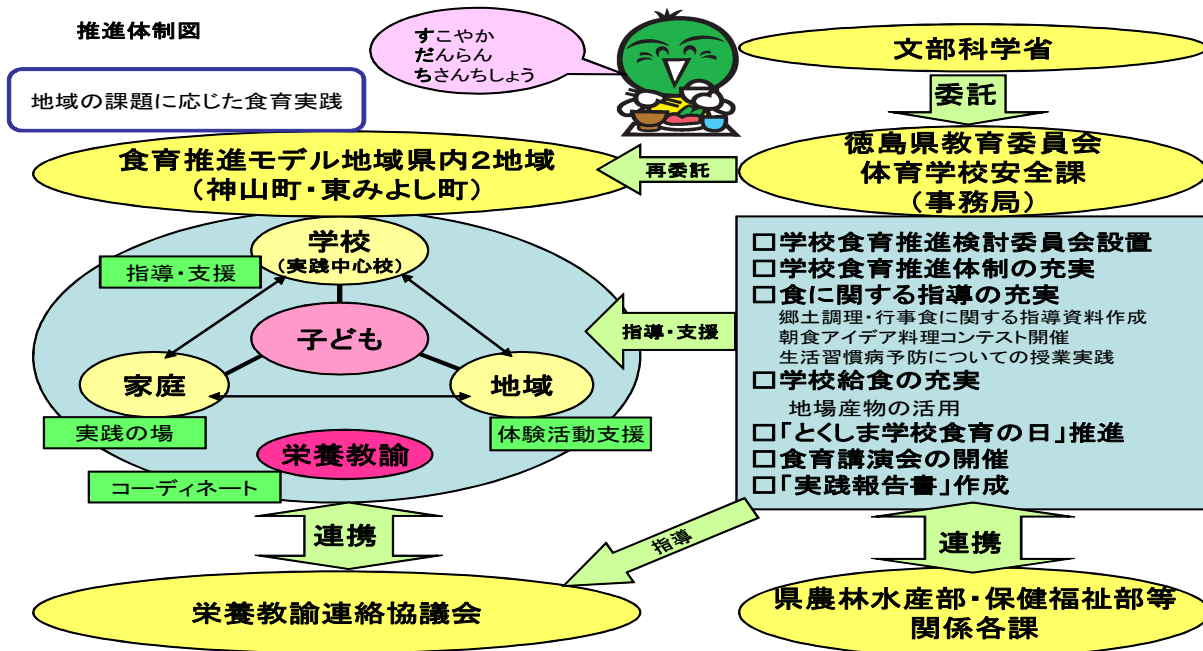 推進体制図
すこやか
だんらん
ちさんちしょう
地域の課題に応じた食育実践
文部科学省
委託
徳島県教育委員会
体育学校安全課
(事務局)
再委託
食育推進モデル地域県内2地域
(神山町・東みよし町)
学校
(実践中心校)
指導・支援
子ども
家庭
地域
実践の場
体験活動支援
栄養教諭
コーディネート
指導・支援
□学校食育推進検討委員会設置
□学校食育推進体制の充実
□食に関する指導の充実
郷土調理・行事食に関する指導資料作成
朝食アイデア料理コンテスト開催
生活習慣病予防についての授業実践
□学校給食の充実
地場産物の活用
□「とくしま学校食育の日」推進
□食育講演会の開催
□「実践報告書」作成
連携
指導
連携
栄養教諭連絡協議会
県農林水産部・保健福祉部等
関係各課